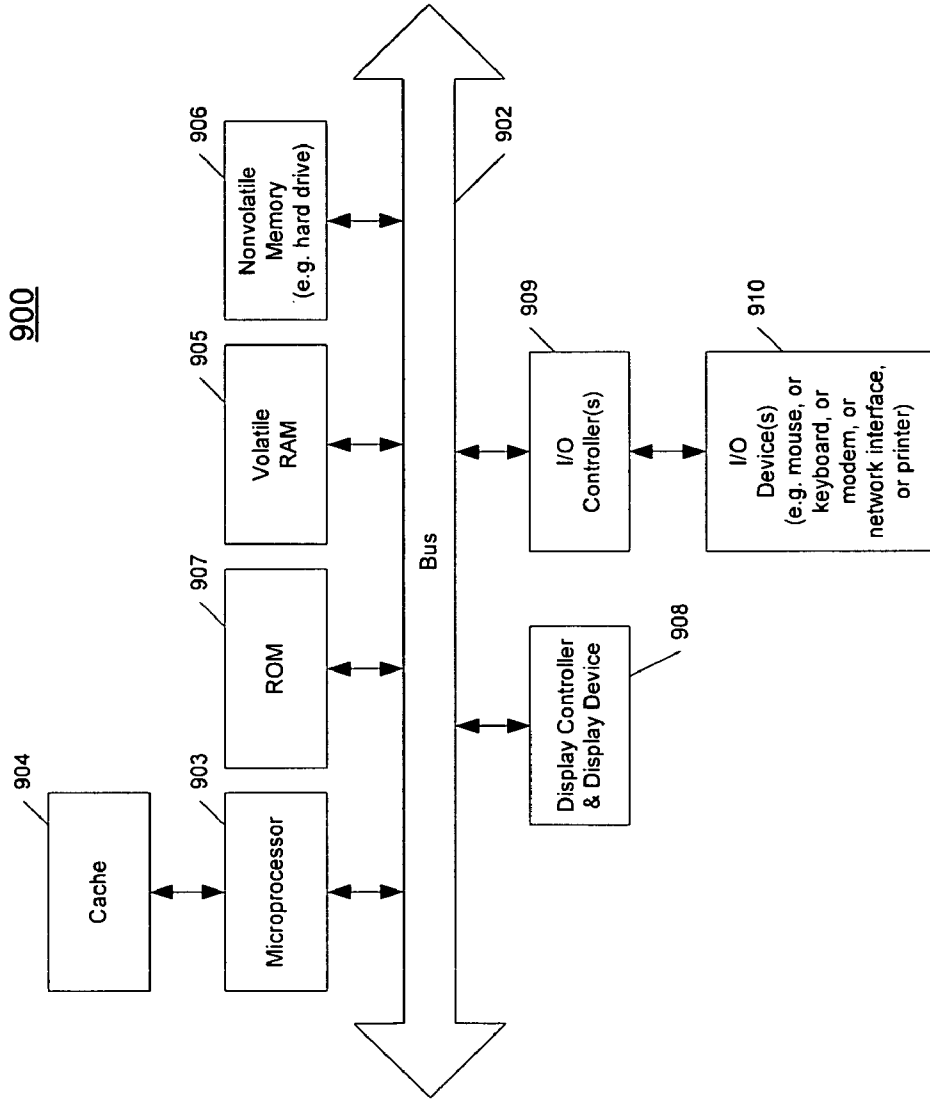 900
904
Cache
903
Microprocessor
907
ROM
905
Volatile
RAM
906
Nonvolatile
Memory
(e.g. hard drive)
Bus
902
Display Controller
& Display Device
908
I/O
Controller(s)
909
I/O
Device(s)
(e.g. mouse, or
keyboard, or
modem, or
network interface,
or printer)
910